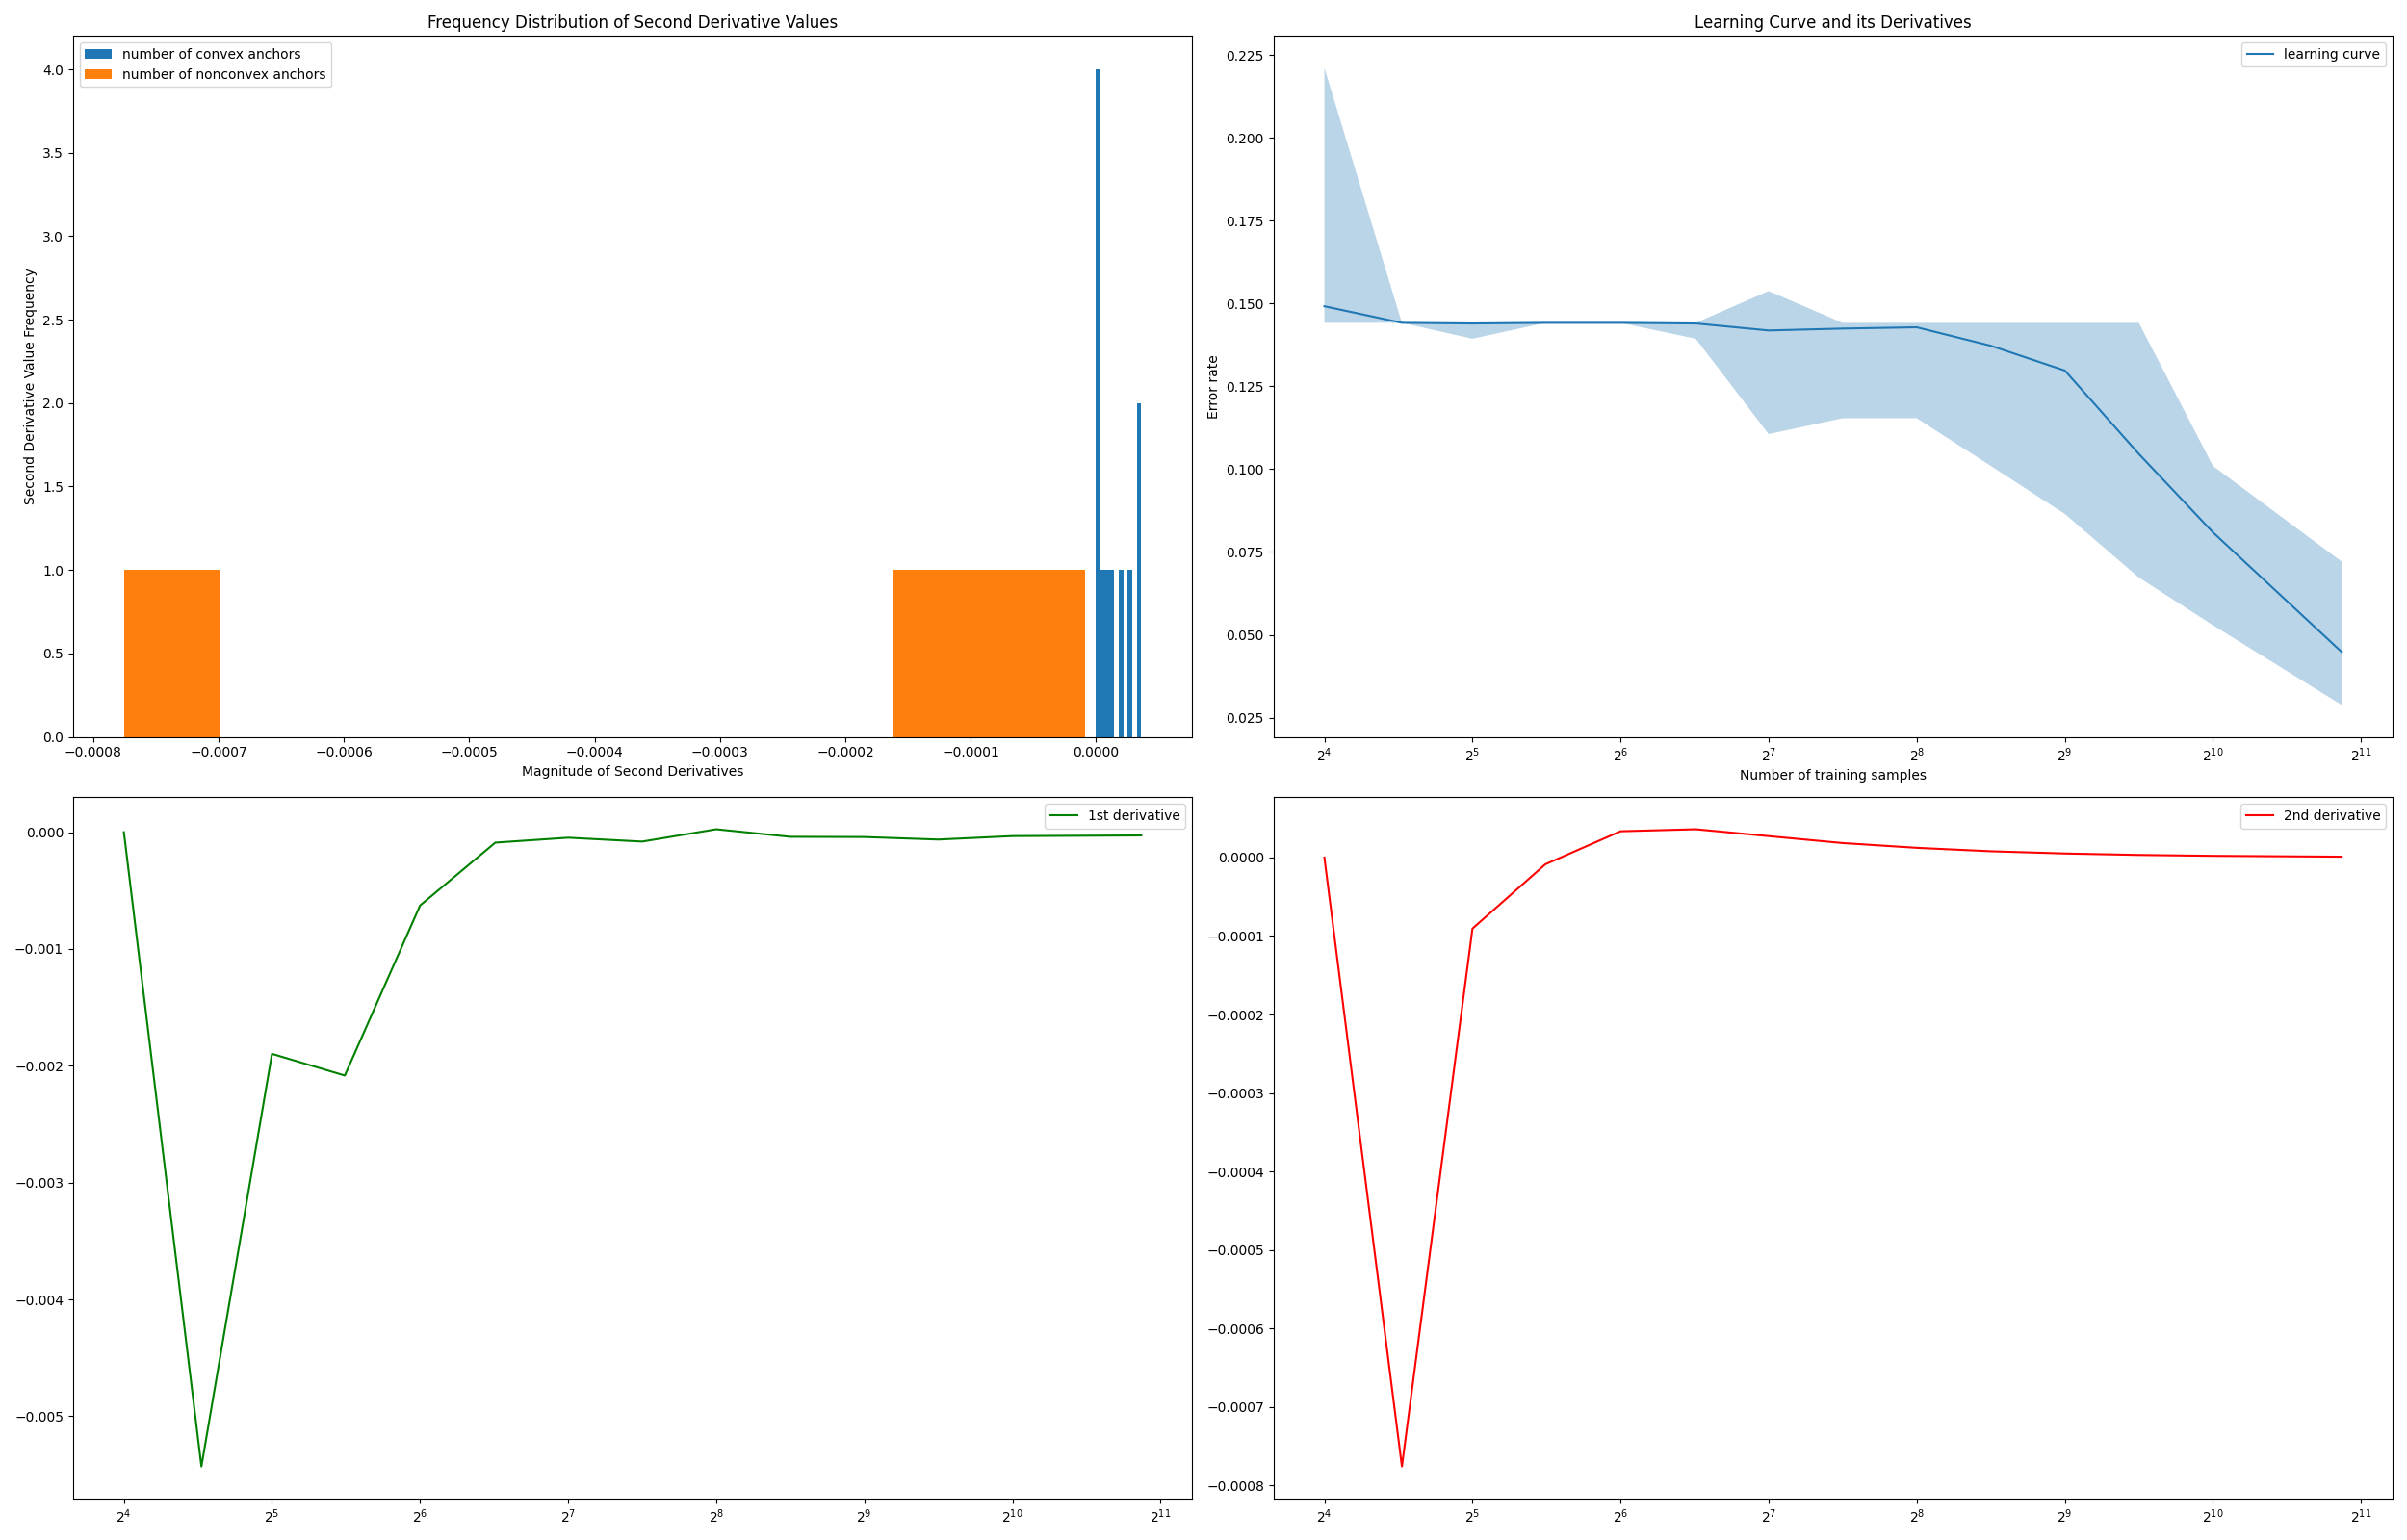 Frequency Distribution of Second Derivative Values
number of convex anchors
number of nonconvex anchors
4.0
3.5
3.0
2.5
2.0
1.5
1.0
0.5
0.0
Second Derivative Value Frequency
−0.0008 −0.0007 −0.0006 −0.0005 −0.0004 −0.0003 −0.0002 −0.0001 0.0000
Magnitude of Second Derivatives
Learning Curve and its Derivatives
learning curve
0.225
0.200
0.175
0.150
0.125
0.100
0.075
0.050
0.025
Error rate
2⁴ 2⁵ 2⁶ 2⁷ 2⁸ 2⁹ 2¹⁰ 2¹¹
Number of training samples
1st derivative
0.000
−0.001
−0.002
−0.003
−0.004
−0.005
2⁴ 2⁵ 2⁶ 2⁷ 2⁸ 2⁹ 2¹⁰ 2¹¹
2nd derivative
0.0000
−0.0001
−0.0002
−0.0003
−0.0004
−0.0005
−0.0006
−0.0007
−0.0008
2⁴ 2⁵ 2⁶ 2⁷ 2⁸ 2⁹ 2¹⁰ 2¹¹